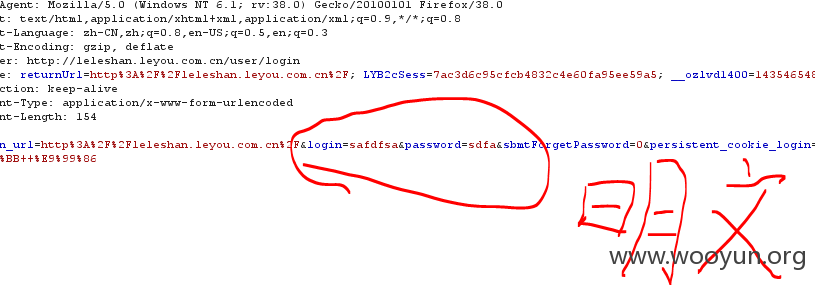 Agent: Mozilla/5.0 (Windows NT 6.1; rv:38.0) Gecko/20100101 Firefox/38.0
t: text/html,application/xhtml+xml,application/xml;q=0.9,*/*;q=0.8
t-Language: zh-CN,zh;q=0.8,en-US;q=0.5,en;q=0.3
t-Encoding: gzip, deflate
er: http://leleshan.leyou.com.cn/user/login
e: returnUrl=http%3A%2F%2Fleleshan.leyou.com.cn%2F; LYB2cSess=7ac3d6c95cfcb4832c4e60fa95ee59a5; __ozlvd1400=143546548
ction: keep-alive
nt-Type: application/x-www-form-urlencoded
nt-Length: 154
n_url=http%3A%2F%2Fleleshan.leyou.com.cn%2F&login=safdfsa&password=sdfa&sbmtForgetPassword=0&persistent_cookie_login=
%BB++%E9%99%86
明文
www.wooyun.org